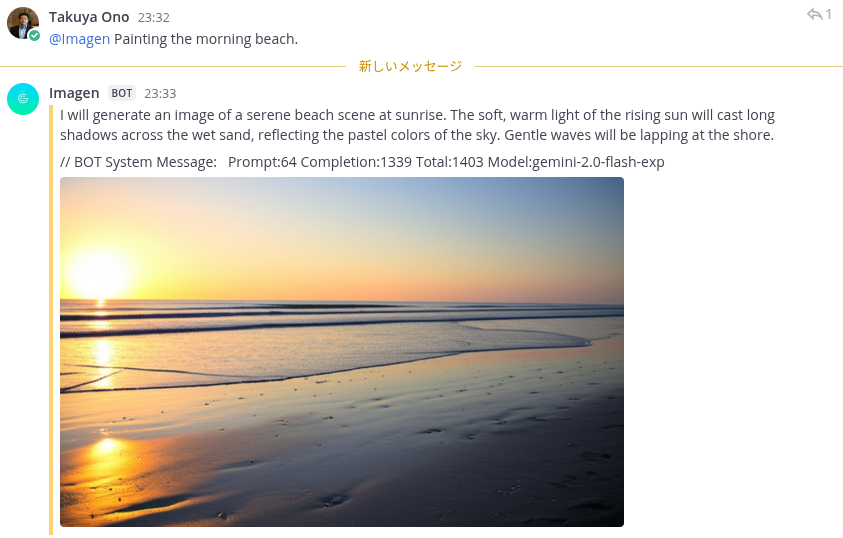 Takuya Ono 23:32
1
@Imagen Painting the morning beach.
新しいメッセージ
Imagen BOT 23:33
I will generate an image of a serene beach scene at sunrise. The soft, warm light of the rising sun will cast long
shadows across the wet sand, reflecting the pastel colors of the sky. Gentle waves will be lapping at the shore.
// BOT System Message: Prompt:64 Completion:1339 Total:1403 Model:gemini-2.0-flash-exp